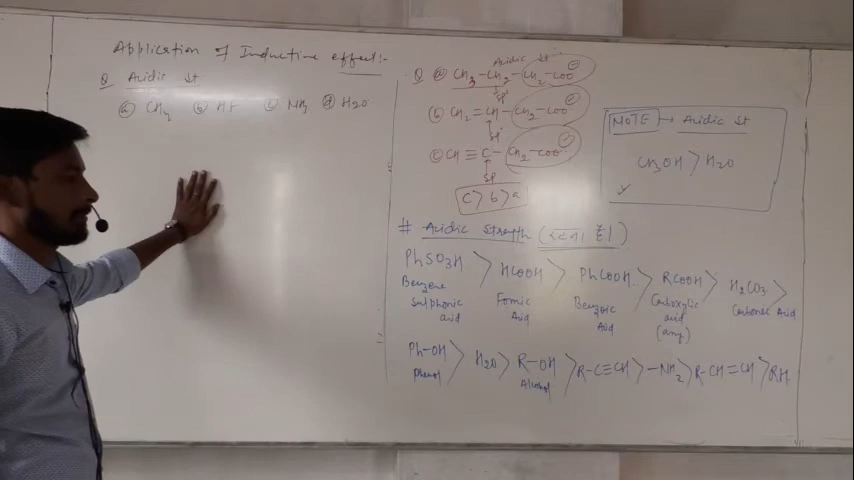 Application of Inductive effect:-
Q Acidic St
(a) CH4 (b) HF (c) NH3 (d) H2O
Acidic St
Q (a) CH3-CH2-CH2-COO⊖
sp3
(b) CH2=CH-CH2-COO⊖
sp2
(c) CH≡C-CH2-COO⊖
sp
C>b>a
NOTE → Acidic St
CH3OH > H2O
✓
# Acidic Strength
PhSO3H > HCOOH > PhCOOH > RCOOH > H2CO3 >
Benzene Sulphonic acid
Fomic Acid
Benzoic Acid
Carboxylic acid (any)
Carbonic Acid
Ph-OH > H2O > R-OH > R-C≡CH > -NH2 > R-CH=CH > RH
Phenol
Alcohol